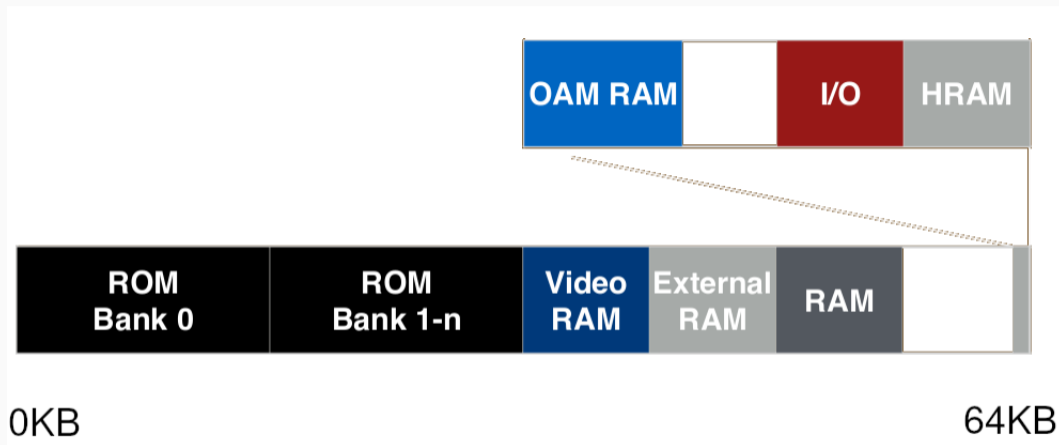 OAM RAM
I/O
HRAM
ROM
Bank 0
ROM
Bank 1-n
Video
RAM
External
RAM
RAM
0KB
64KB